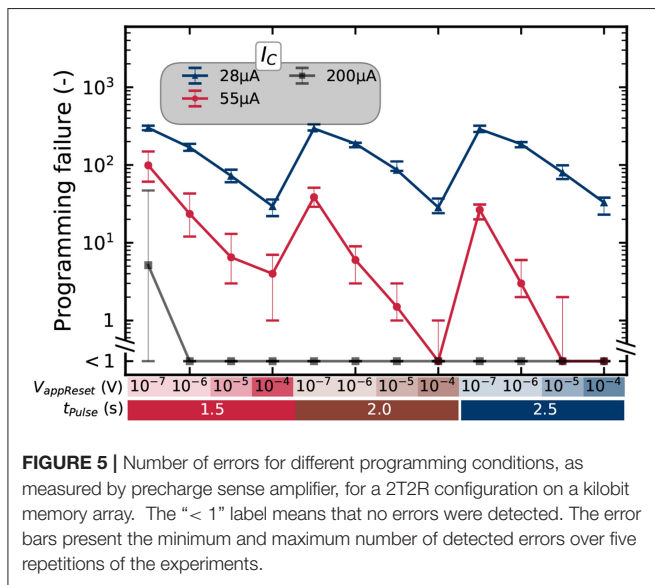 I_C
28μA
200μA
55μA
Programming failure (-)
10³
10²
10¹
1
< 1
V_appReset (V) 10⁻⁷ 10⁻⁶ 10⁻⁵ 10⁻⁴ 10⁻⁷ 10⁻⁶ 10⁻⁵ 10⁻⁴ 10⁻⁷ 10⁻⁶ 10⁻⁵ 10⁻⁴
t_Pulse (s) 1.5 2.0 2.5
FIGURE 5 | Number of errors for different programming conditions, as
measured by precharge sense amplifier, for a 2T2R configuration on a kilobit
memory array. The “< 1” label means that no errors were detected. The error
bars present the minimum and maximum number of detected errors over five
repetitions of the experiments.